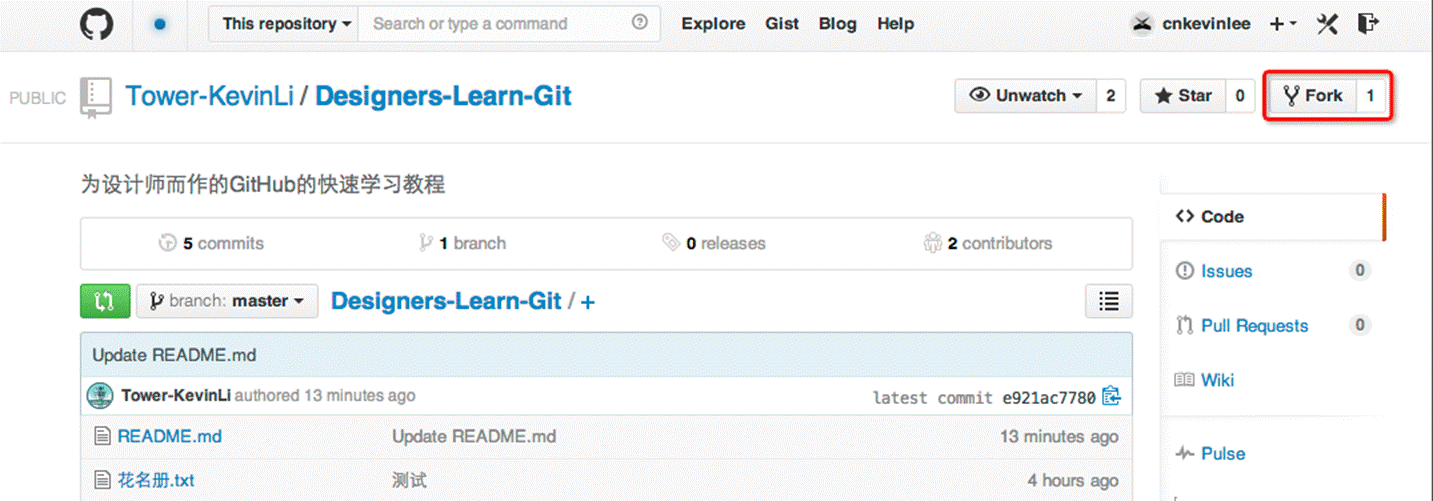 This repository Search or type a command Explore Gist Blog Help cnkevinlee
PUBLIC Tower-KevinLi / Designers-Learn-Git Unwatch 2 Star 0 Fork 1
为设计师而作的GitHub的快速学习教程
5 commits 1 branch 0 releases 2 contributors
branch: master Designers-Learn-Git / +
Update README.md
Tower-KevinLi authored 13 minutes ago latest commit e921ac7780
README.md Update README.md 13 minutes ago
花名册.txt 测试 4 hours ago
Code
Issues 0
Pull Requests 0
Wiki
Pulse